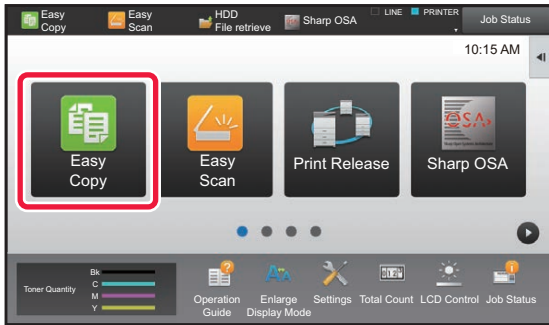 Easy
Copy
Easy
Scan
HDD
File retrieve
Sharp OSA
LINE
PRINTER
Job Status
10:15 AM
Easy
Copy
Easy
Scan
Print Release
OSA
Sharp OSA
Toner Quantity
Bk
C
M
Y
Operation
Guide
Enlarge
Display Mode
Settings
Total Count
LCD Control
Job Status